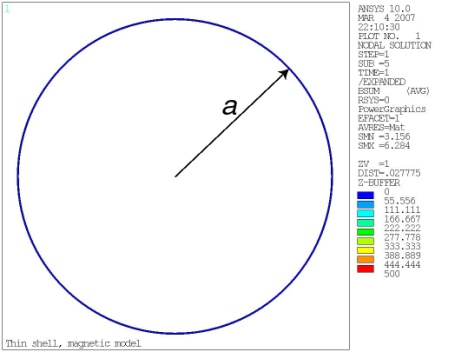 1
a
ANSYS 10.0
MAR 4 2007
22:10:30
PLOT NO. 1
NODAL SOLUTION
STEP=1
SUB =5
TIME=1
/EXPANDED
BSUM (AVG)
RSYS=0
PowerGraphics
EFACET=1
AVRES=Mat
SMN =3.156
SMX =6.284
ZV =1
DIST=.027775
Z-BUFFER
0
55.556
111.111
166.667
222.222
277.778
333.333
388.889
444.444
500
Thin shell, magnetic model